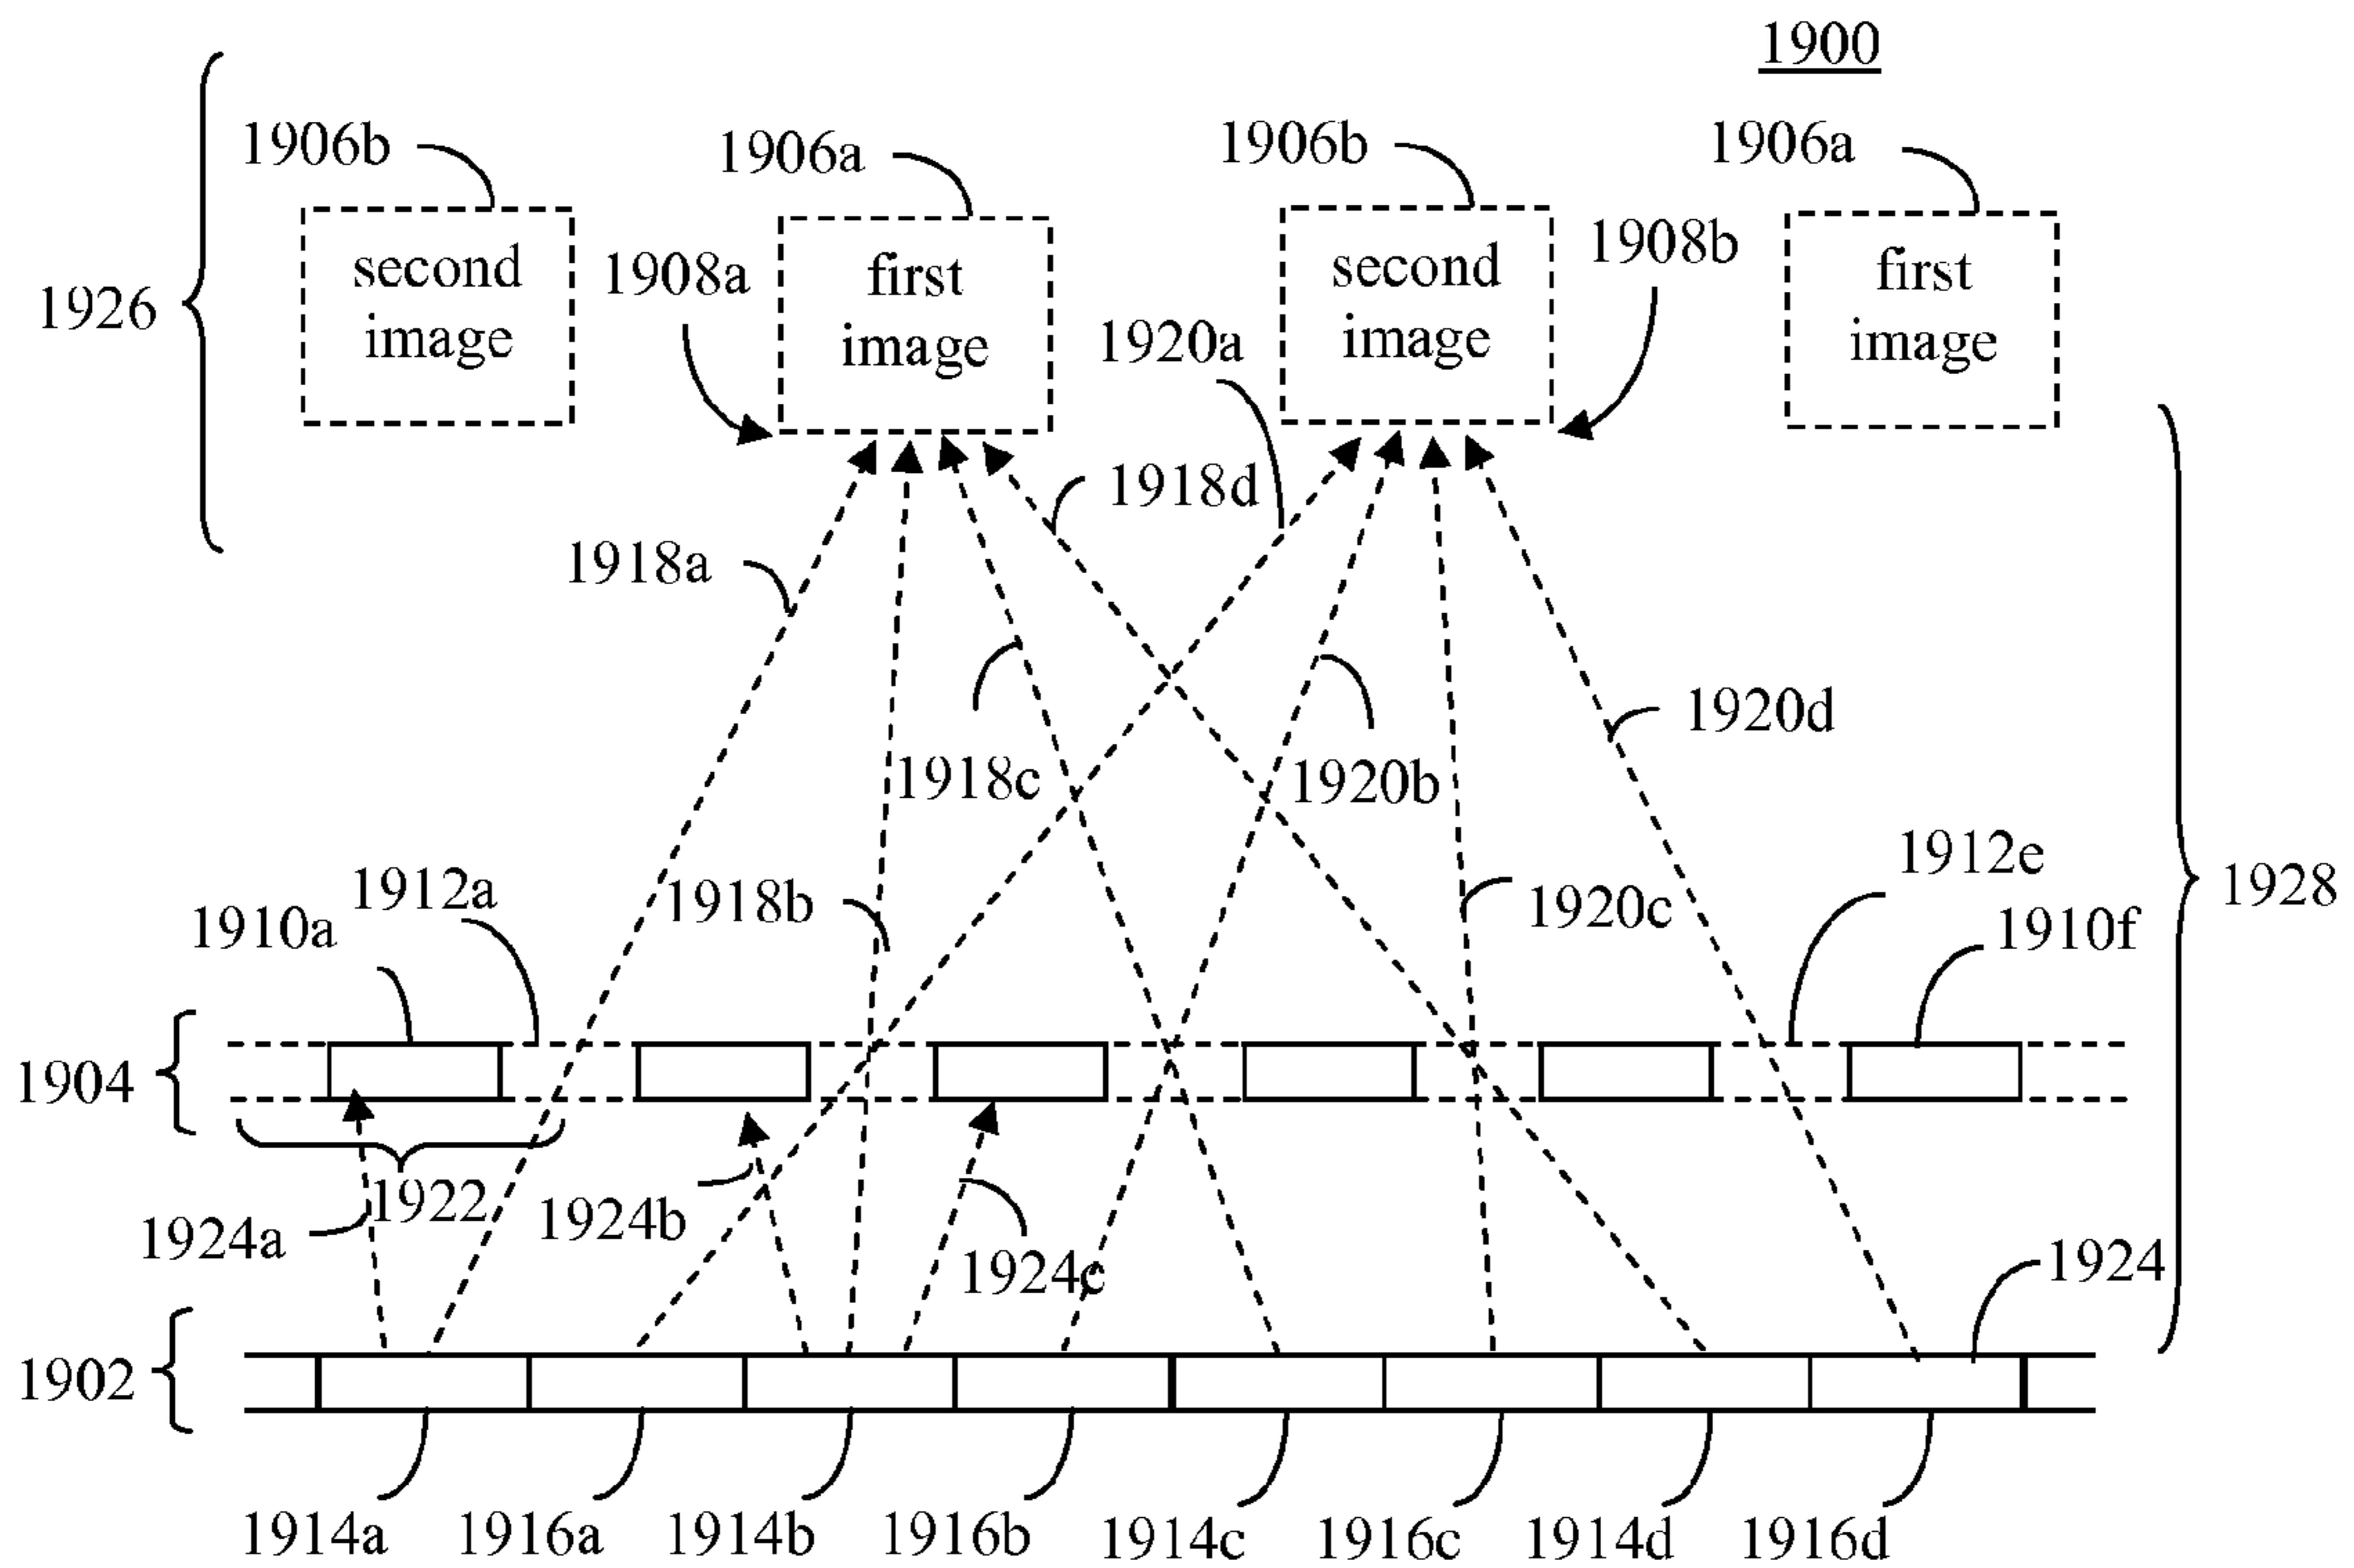 1900
1906b
1906a
1906b
1906a
second
image
1908a
first
image
second
image
1908b
first
image
1926
1920a
1918d
1918a
1918c
1920b
1920d
1912a
1910a
1918b
1920c
1912e
1910f
1928
1904
1922
1924a
1924b
1924c
1924
1902
1914a
1916a
1914b
1916b
1914c
1916c
1914d
1916d